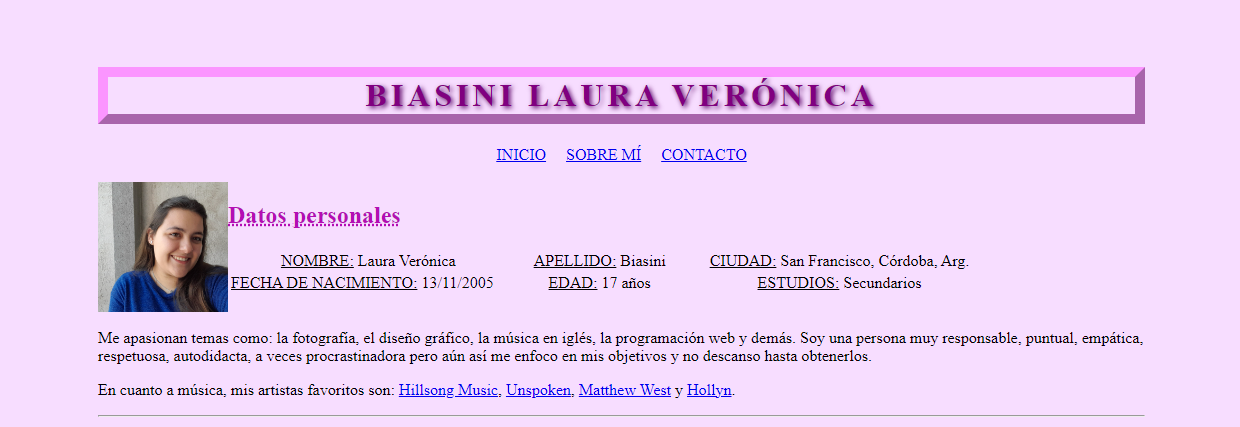 BIASINI LAURA VERÓNICA
INICIO SOBRE MÍ CONTACTO
Datos personales
NOMBRE: Laura Verónica APELLIDO: Biasini CIUDAD: San Francisco, Córdoba, Arg.
FECHA DE NACIMIENTO: 13/11/2005 EDAD: 17 años ESTUDIOS: Secundarios
Me apasionan temas como: la fotografía, el diseño gráfico, la música en iglés, la programación web y demás. Soy una persona muy responsable, puntual, empática,
respetuosa, autodidacta, a veces procrastinadora pero aún así me enfoco en mis objetivos y no descanso hasta obtenerlos.
En cuanto a música, mis artistas favoritos son: Hillsong Music, Unspoken, Matthew West y Hollyn.